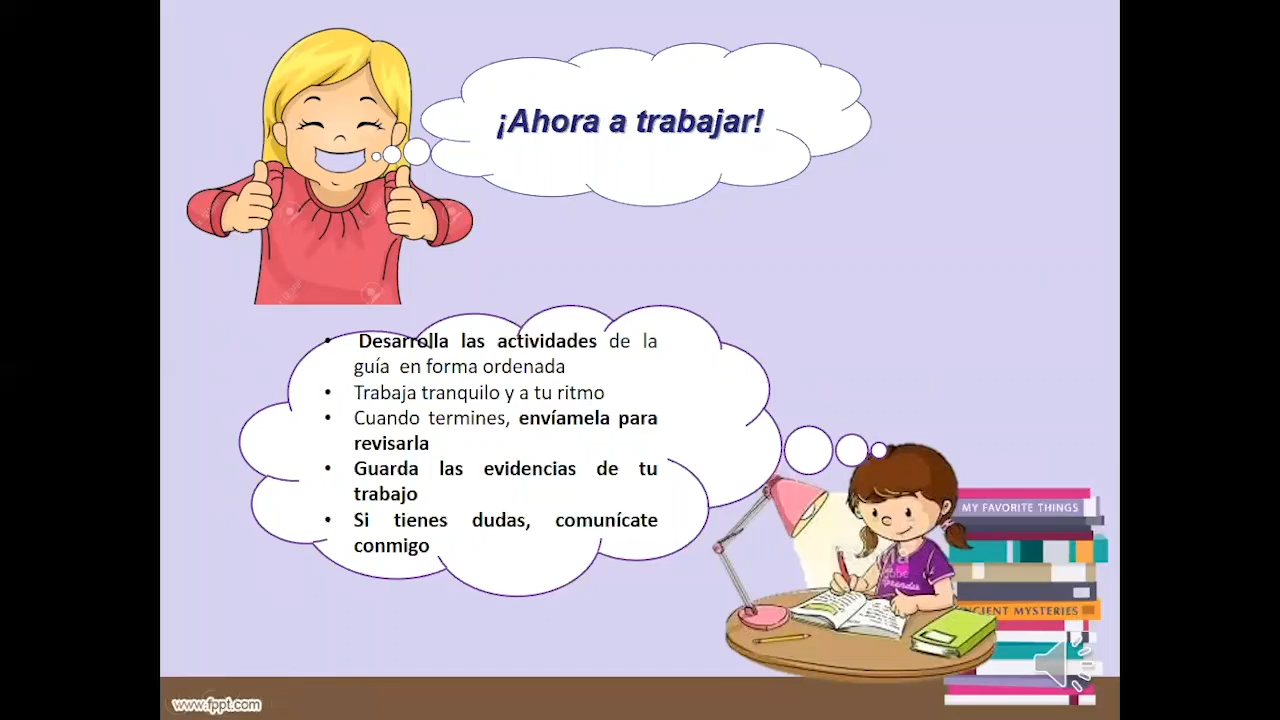 ¡Ahora a trabajar!
• Desarrolla las actividades de la
guía en forma ordenada
• Trabaja tranquilo y a tu ritmo
• Cuando termines, envíamela para
revisarla
• Guarda las evidencias de tu
trabajo
• Si tienes dudas, comunícate
conmigo
MY FAVORITE THINGS
ANCIENT MYSTERIES
www.fppt.com